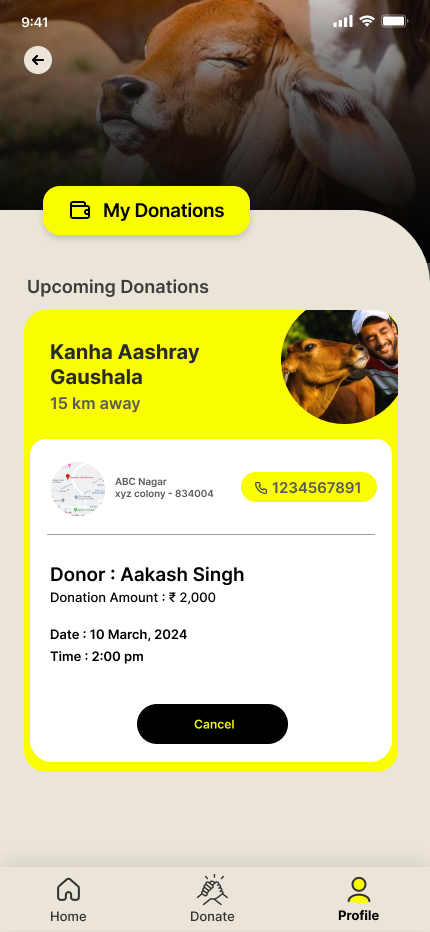 9:41
My Donations
Upcoming Donations
Kanha Aashray
Gaushala
15 km away
ABC Nagar
xyz colony - 834004
1234567891
Donor : Aakash Singh
Donation Amount : ₹ 2,000
Date : 10 March, 2024
Time : 2:00 pm
Cancel
Home
Donate
Profile